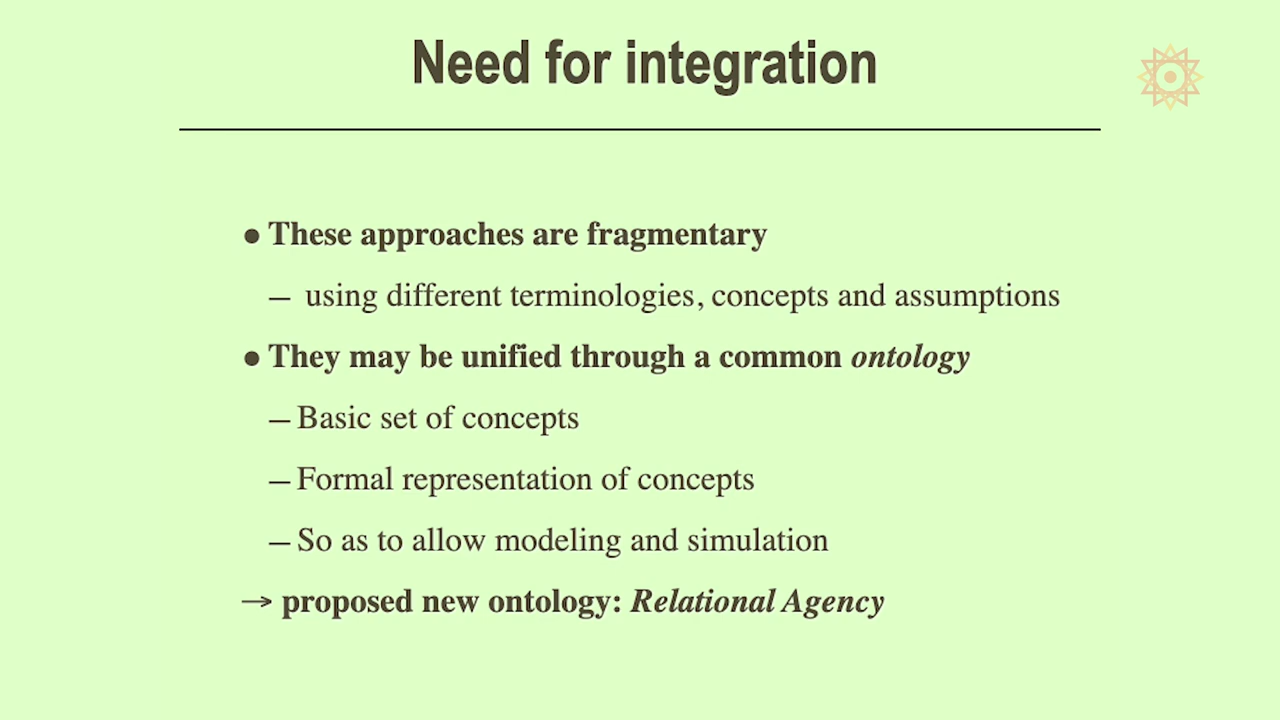 Need for integration
● These approaches are fragmentary
– using different terminologies, concepts and assumptions
● They may be unified through a common ontology
– Basic set of concepts
– Formal representation of concepts
– So as to allow modeling and simulation
→ proposed new ontology: Relational Agency